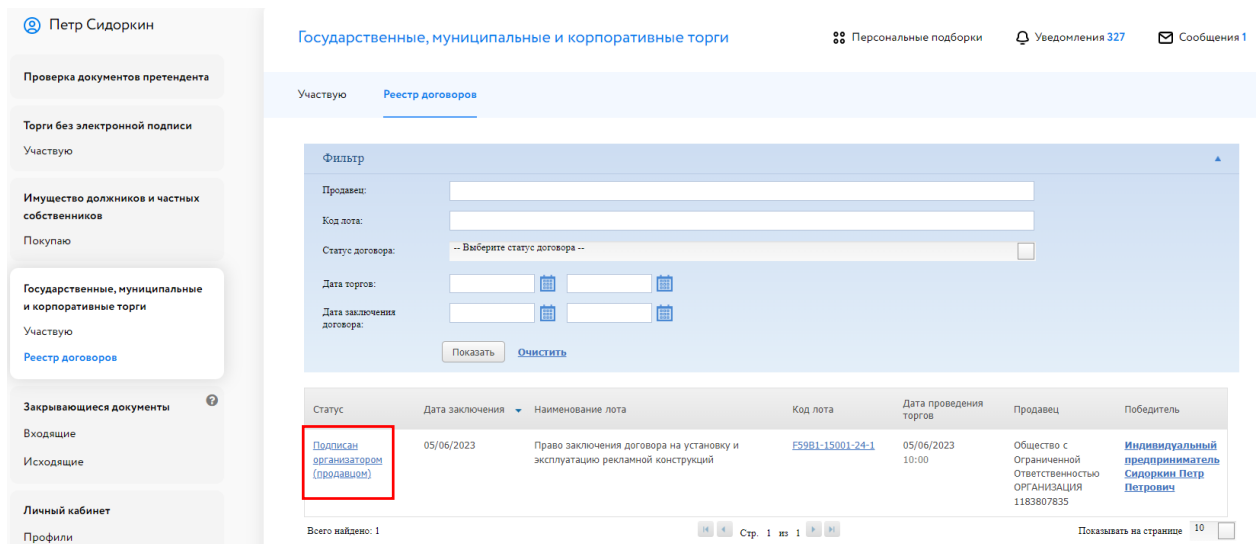 Петр Сидоркин
Проверка документов претендента
Торги без электронной подписи
Участвую
Имущество должников и частных
собственников
Покупаю
Государственные, муниципальные
и корпоративные торги
Участвую
Реестр договоров
Закрывающиеся документы
?
Входящие
Исходящие
Личный кабинет
Профили
Государственные, муниципальные и корпоративные торги
Персональные подборки
Уведомления 327
Сообщения 1
Участвую
Реестр договоров
Фильтр
Продавец:
Код лота:
Статус договора:
-- Выберите статус договора --
Дата торгов:
Дата заключения
договора:
Показать
Очистить
Статус
Дата заключения
Наименование лота
Код лота
Дата проведения
торгов
Продавец
Победитель
Подписан
организатором
(продавцом)
05/06/2023
Право заключения договора на установку и
эксплуатацию рекламной конструкций
F59B1-15001-24-1
05/06/2023
10:00
Общество с
Ограниченной
Ответственностью
ОРГАНИЗАЦИЯ
1183807835
Индивидуальный
предприниматель
Сидоркин Петр
Петрович
Всего найдено: 1
Стр. 1 из 1
Показывать на странице 10